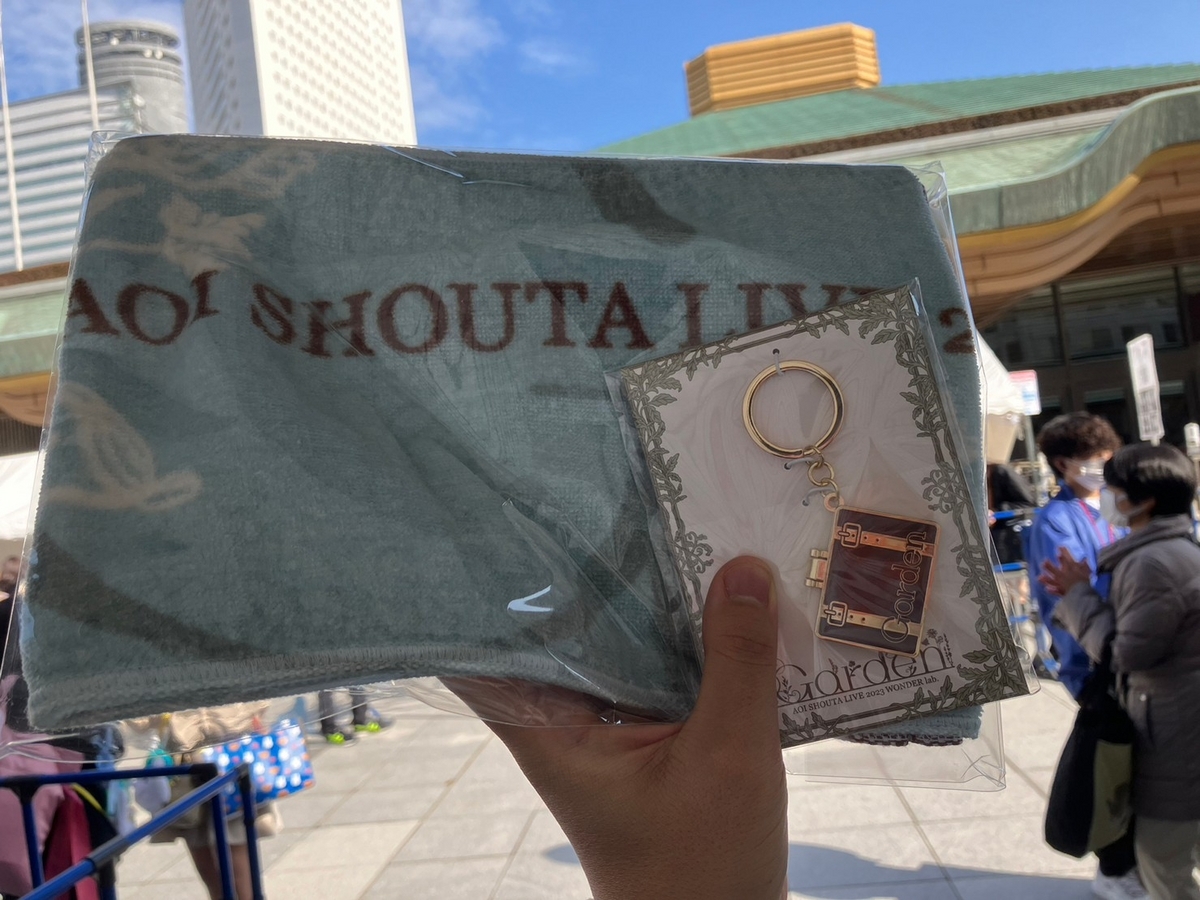 AOI SHOUTA LIVE 2
Garden
Garden
AOI SHOUTA LIVE 2023 WONDER lab.